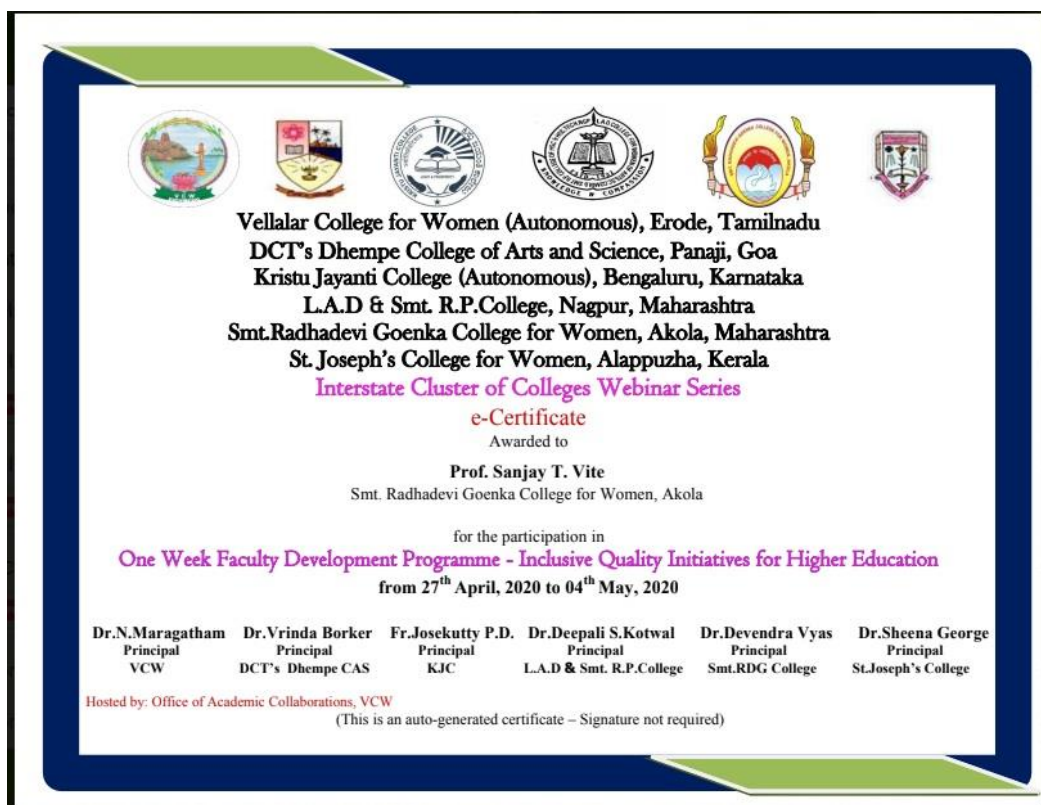 VCW
KRISTU JAYANTI COLLEGE
KNOWLEDGE COMPASSION
Vellalar College for Women (Autonomous), Erode, Tamilnadu
DCT's Dhempe College of Arts and Science, Panaji, Goa
Kristu Jayanti College (Autonomous), Bengaluru, Karnataka
L.A.D & Smt. R.P.College, Nagpur, Maharashtra
Smt.Radhadevi Goenka College for Women, Akola, Maharashtra
St. Joseph's College for Women, Alappuzha, Kerala
Interstate Cluster of Colleges Webinar Series
e-Certificate
Awarded to
Prof. Sanjay T. Vite
Smt. Radhadevi Goenka College for Women, Akola
for the participation in
One Week Faculty Development Programme - Inclusive Quality Initiatives for Higher Education
from 27th April, 2020 to 04th May, 2020
Dr.N.Maragatham Dr.Vrinda Borker Fr.Josekutty P.D. Dr.Deepali S.Kotwal Dr.Devendra Vyas Dr.Sheena George
Principal Principal Principal Principal Principal Principal
VCW DCT's Dhempe CAS KJC L.A.D & Smt. R.P.College Smt.RDG College St.Joseph's College
Hosted by: Office of Academic Collaborations, VCW
(This is an auto-generated certificate – Signature not required)